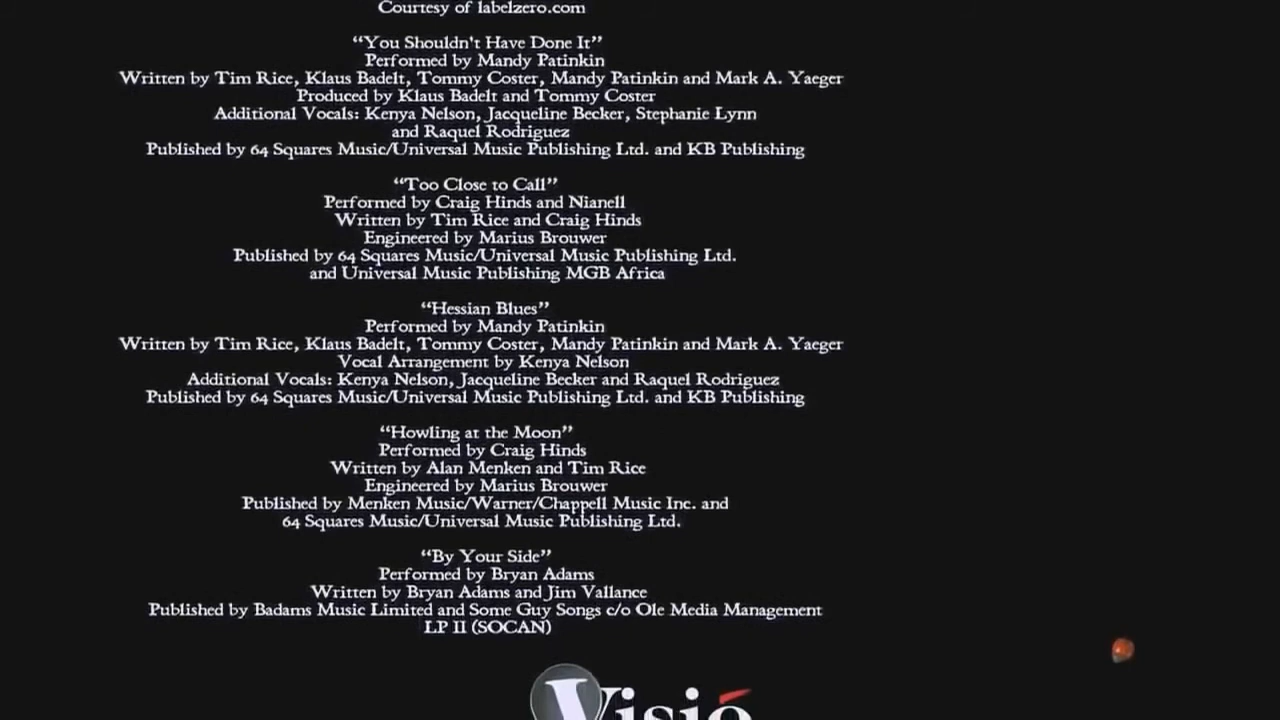 Courtesy of labelzero.com
“You Shouldn't Have Done It”
Performed by Mandy Patinkin
Written by Tim Rice, Klaus Badelt, Tommy Coster, Mandy Patinkin and Mark A. Yaeger
Produced by Klaus Badelt and Tommy Coster
Additional Vocals: Kenya Nelson, Jacqueline Becker, Stephanie Lynn
and Raquel Rodriguez
Published by 64 Squares Music/Universal Music Publishing Ltd. and KB Publishing
“Too Close to Call”
Performed by Craig Hinds and Nianell
Written by Tim Rice and Craig Hinds
Engineered by Marius Brouwer
Published by 64 Squares Music/Universal Music Publishing Ltd.
and Universal Music Publishing MGB Africa
“Hessian Blues”
Performed by Mandy Patinkin
Written by Tim Rice, Klaus Badelt, Tommy Coster, Mandy Patinkin and Mark A. Yaeger
Vocal Arrangement by Kenya Nelson
Additional Vocals: Kenya Nelson, Jacqueline Becker and Raquel Rodriguez
Published by 64 Squares Music/Universal Music Publishing Ltd. and KB Publishing
“Howling at the Moon”
Performed by Craig Hinds
Written by Alan Menken and Tim Rice
Engineered by Marius Brouwer
Published by Menken Music/Warner/Chappell Music Inc. and
64 Squares Music/Universal Music Publishing Ltd.
“By Your Side”
Performed by Bryan Adams
Written by Bryan Adams and Jim Vallance
Published by Badams Music Limited and Some Guy Songs c/o Ole Media Management
LP II (SOCAN)
Visió